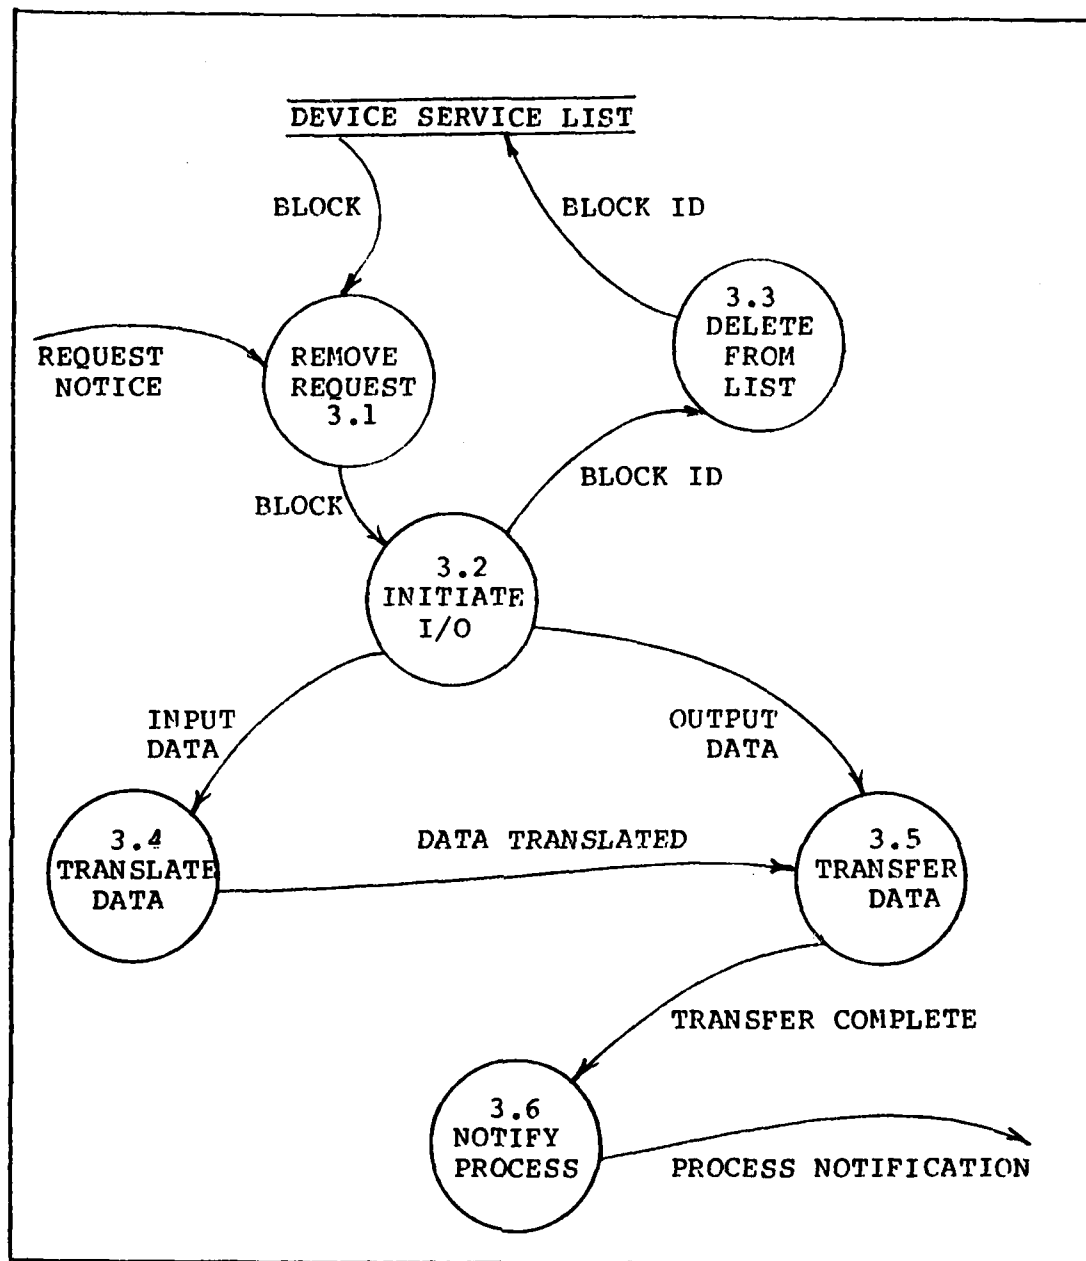 DEVICE SERVICE LIST
BLOCK
BLOCK ID
3.3
DELETE
FROM
LIST
REQUEST
NOTICE
REMOVE
REQUEST
3.1
BLOCK ID
BLOCK
3.2
INITIATE
I/O
INPUT
DATA
OUTPUT
DATA
3.4
TRANSLATE
DATA
DATA TRANSLATED
3.5
TRANSFER
DATA
TRANSFER COMPLETE
3.6
NOTIFY
PROCESS
PROCESS NOTIFICATION